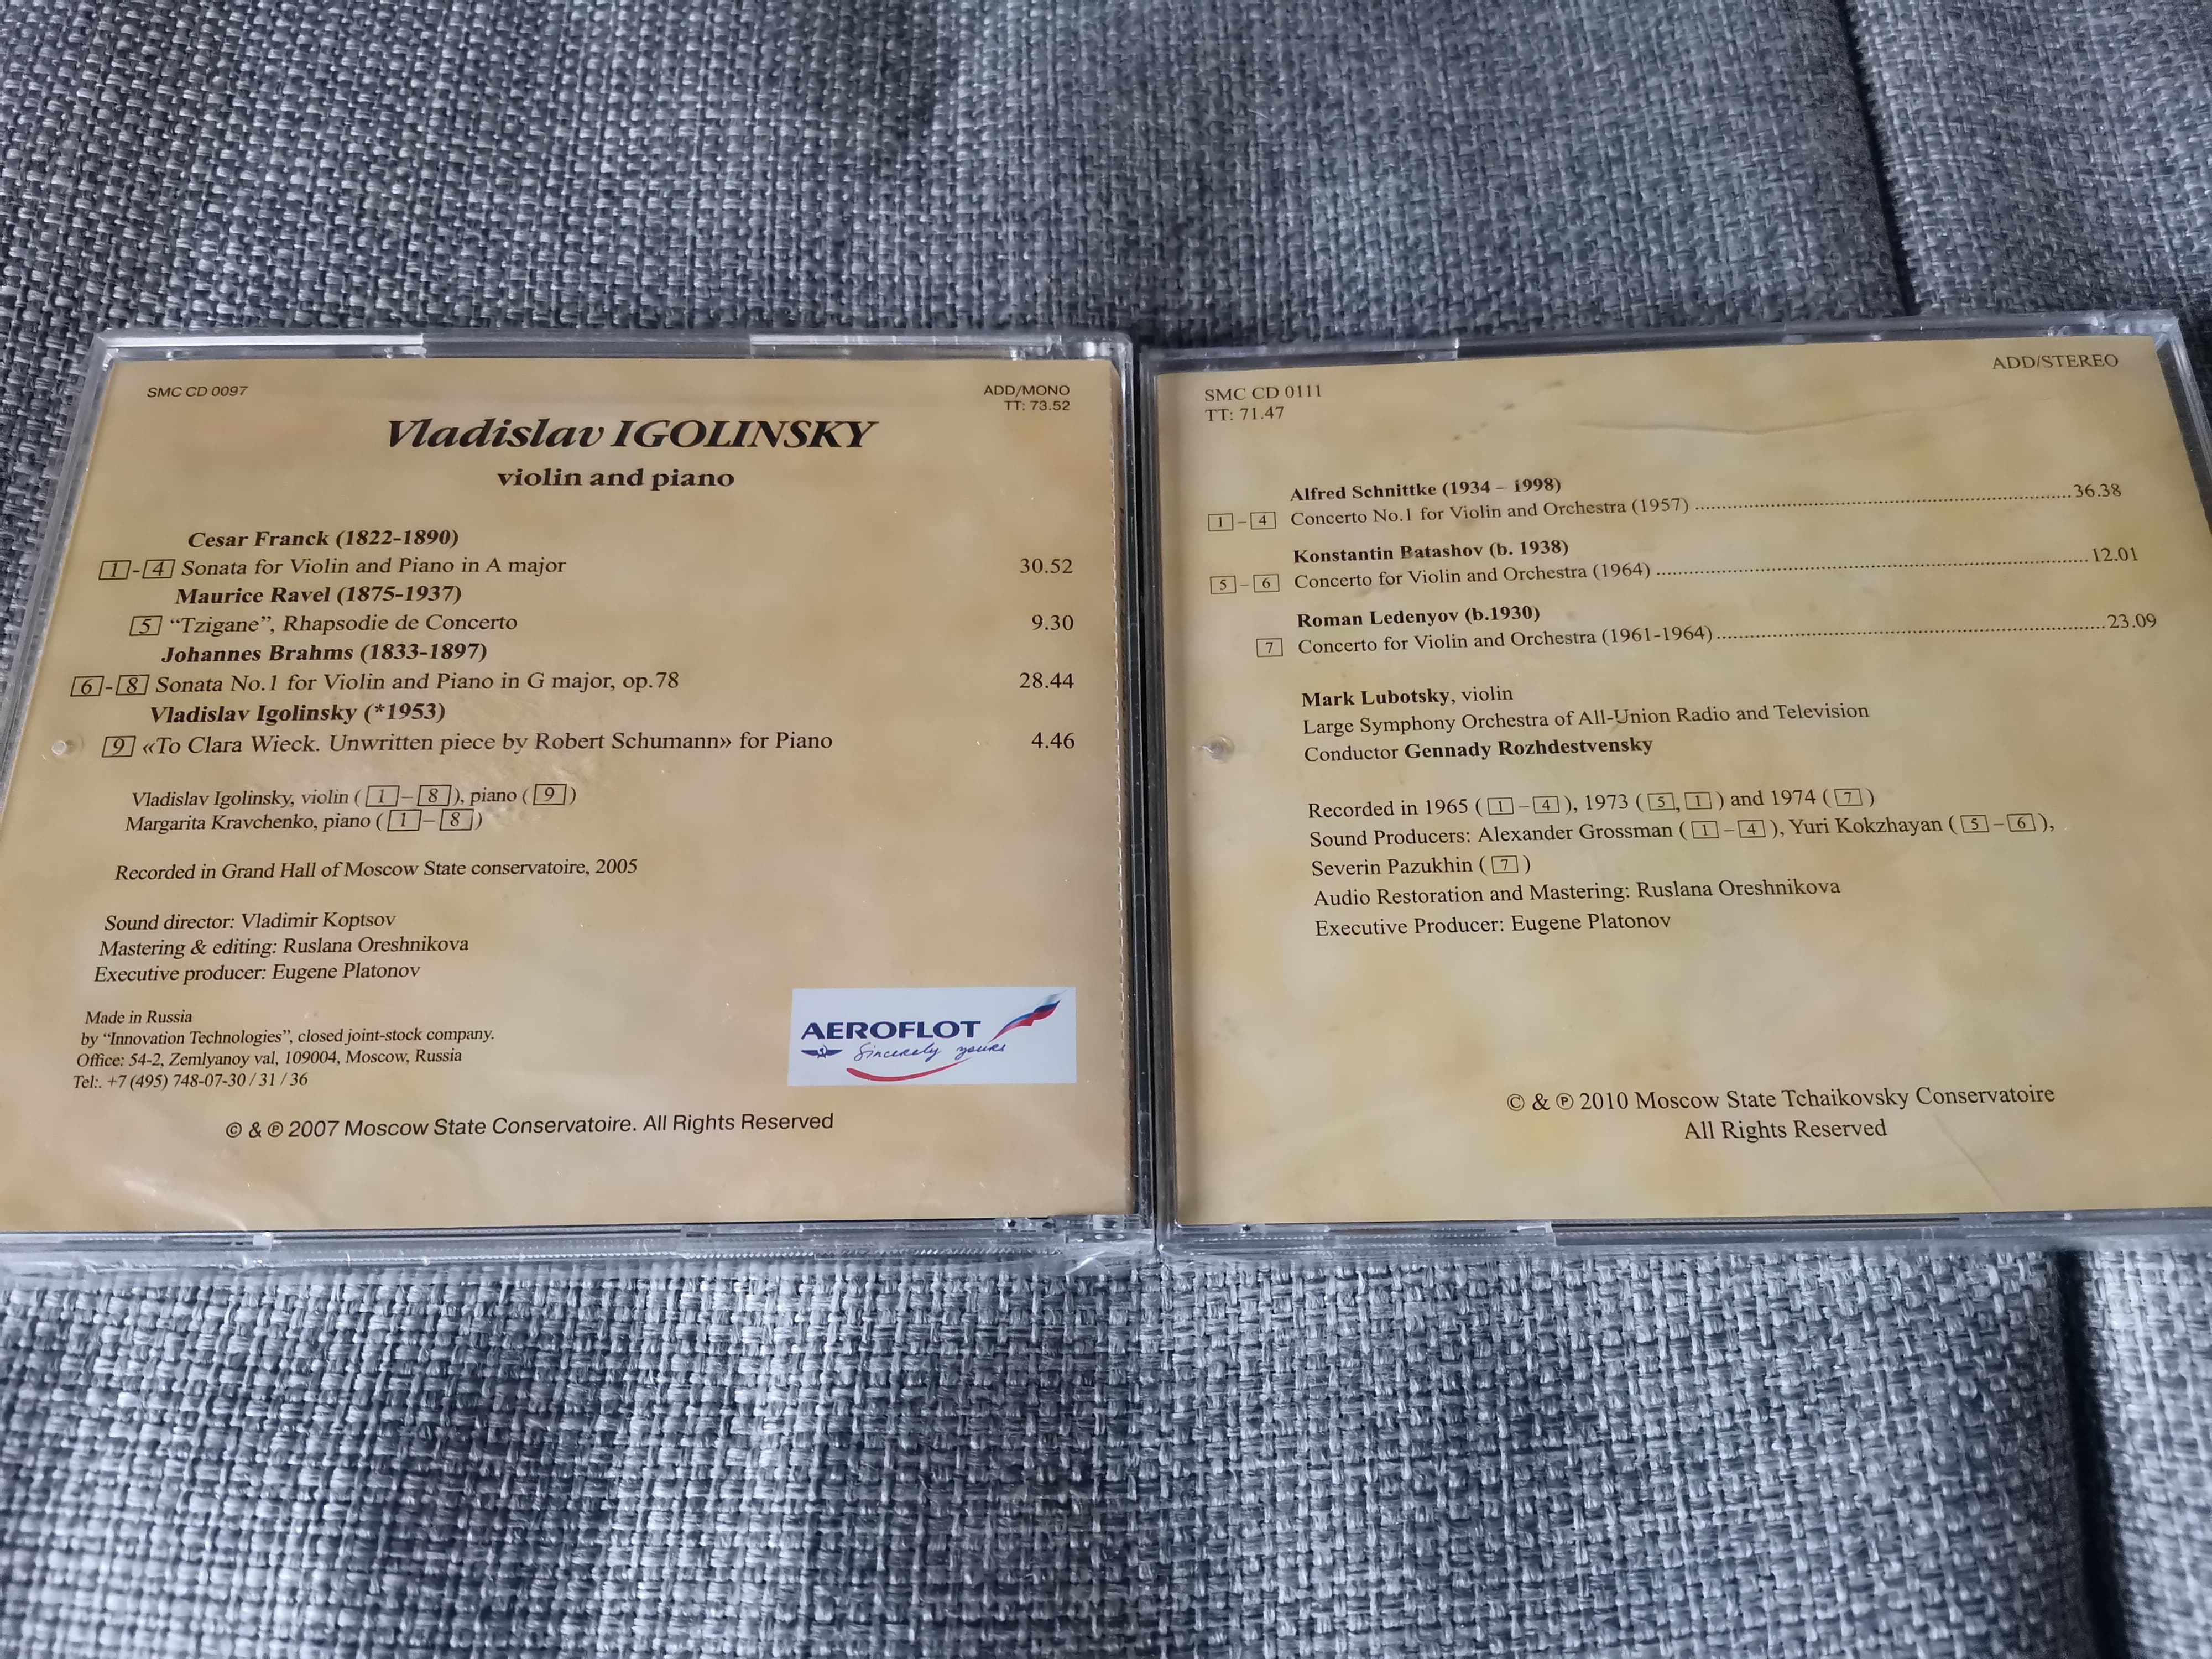 SMC CD 0097
ADD/MONO
TT: 73.52
Vladislav IGOLINSKY
violin and piano
Cesar Franck (1822-1890)
1-4 Sonata for Violin and Piano in A major 30.52
Maurice Ravel (1875-1937)
5 “Tzigane”, Rhapsodie de Concerto 9.30
Johannes Brahms (1833-1897)
6-8 Sonata No.1 for Violin and Piano in G major, op.78 28.44
Vladislav Igolinsky (*1953)
9 «To Clara Wieck. Unwritten piece by Robert Schumann» for Piano 4.46
Vladislav Igolinsky, violin (1–8), piano (9)
Margarita Kravchenko, piano (1–8)
Recorded in Grand Hall of Moscow State conservatoire, 2005
Sound director: Vladimir Koptsov
Mastering & editing: Ruslana Oreshnikova
Executive producer: Eugene Platonov
Made in Russia
by “Innovation Technologies”, closed joint-stock company.
Office: 54-2, Zemlyanoy val, 109004, Moscow, Russia
Tel:. +7 (495) 748-07-30 / 31 / 36
AEROFLOT
Sincerely yours
© & ℗ 2007 Moscow State Conservatoire. All Rights Reserved
ADD/STEREO
SMC CD 0111
TT: 71.47
Alfred Schnittke (1934 – 1998)
1–4 Concerto No.1 for Violin and Orchestra (1957) ........ 36.38
Konstantin Batashov (b. 1938)
5–6 Concerto for Violin and Orchestra (1964) ........ 12.01
Roman Ledenyov (b.1930)
7 Concerto for Violin and Orchestra (1961-1964) ........ 23.09
Mark Lubotsky, violin
Large Symphony Orchestra of All-Union Radio and Television
Conductor Gennady Rozhdestvensky
Recorded in 1965 (1–4), 1973 (5, 1) and 1974 (7)
Sound Producers: Alexander Grossman (1–4), Yuri Kokzhayan (5–6),
Severin Pazukhin (7)
Audio Restoration and Mastering: Ruslana Oreshnikova
Executive Producer: Eugene Platonov
© & ℗ 2010 Moscow State Tchaikovsky Conservatoire
All Rights Reserved